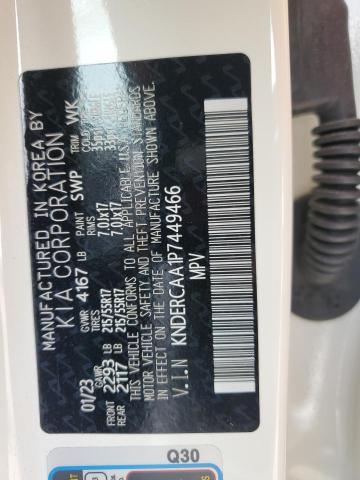 MANUFACTURED IN KOREA BY
KIA CORPORATION
01/23 GVWR 4167 LB PAINT SWP TRIM WK
GAWR TIRES RIMS
FRONT 2293 LB 215/55R17 7.0Jx17
REAR 2117 LB 215/55R17 7.0Jx17
THIS VEHICLE CONFORMS TO ALL APPLICABLE U.S.
MOTOR VEHICLE SAFETY AND THEFT PREVENTION STANDARDS
IN EFFECT ON THE DATE OF MANUFACTURE SHOWN ABOVE.
V.I.N KNDERCAA1P7449466
MPV
Q30